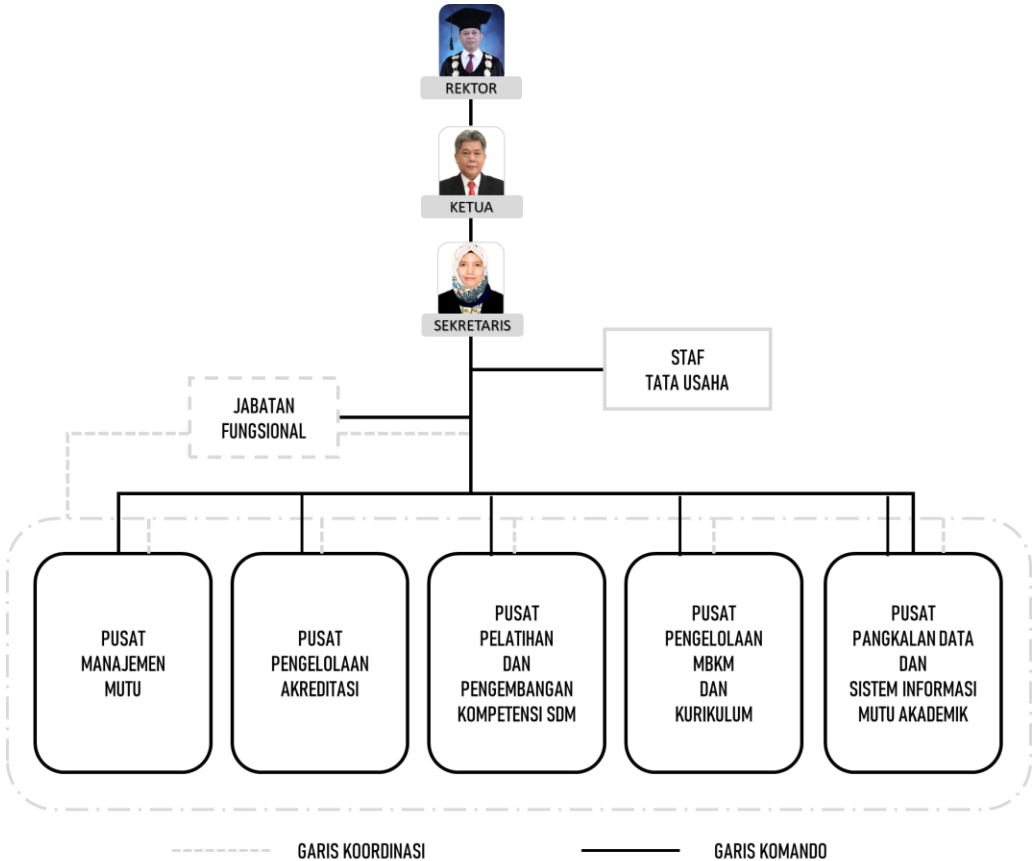 REKTOR
KETUA
SEKRETARIS
STAF
TATA USAHA
JABATAN
FUNGSIONAL
PUSAT
MANAJEMEN
MUTU
PUSAT
PENGELOLAAN
AKREDITASI
PUSAT
PELATIHAN
DAN
PENGEMBANGAN
KOMPETENSI SDM
PUSAT
PENGELOLAAN
MBKM
DAN
KURIKULUM
PUSAT
PANGKALAN DATA
DAN
SISTEM INFORMASI
MUTU AKADEMIK
GARIS KOORDINASI
GARIS KOMANDO